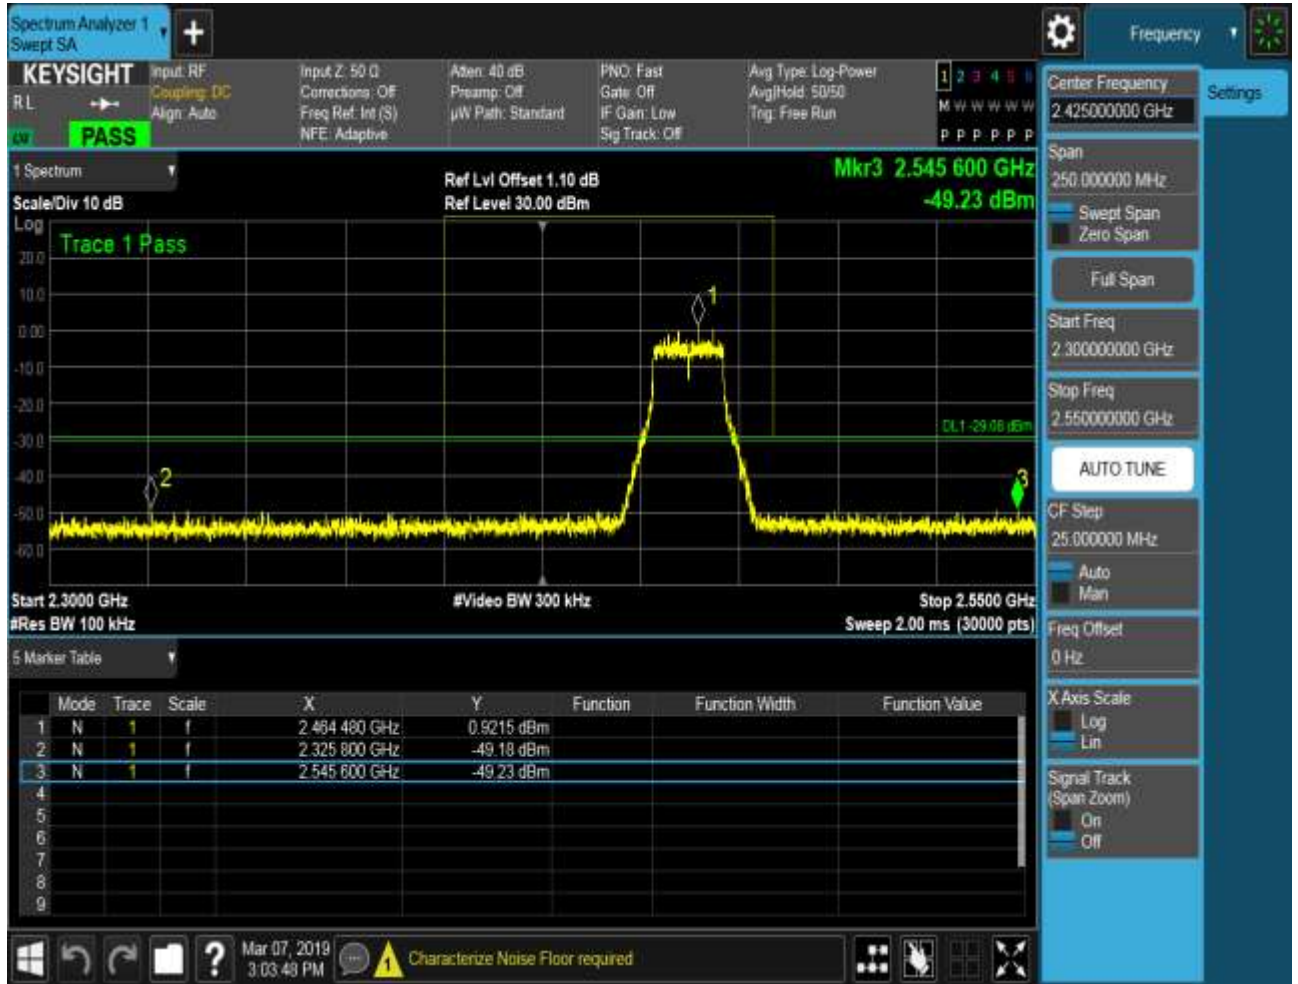 Spectrum Analyzer 1
Swept SA
Frequency
KEYSIGHT
Input: RF
Coupling: DC
Align: Auto
Input Z: 50 Ω
Corrections: Off
Freq Ref: Int (S)
NFE: Adaptive
Atten: 40 dB
Preamp: Off
µW Path: Standard
PNO: Fast
Gate: Off
IF Gain: Low
Sig Track: Off
Avg Type: Log-Power
Avg|Hold: 50/50
Trig: Free Run
1 2 3 4 5 6
M W W W W W
P P P P P P
R L
PASS
Center Frequency
2.425000000 GHz
Settings
Span
250.000000 MHz
Swept Span
Zero Span
Full Span
Start Freq
2.300000000 GHz
Stop Freq
2.550000000 GHz
AUTO TUNE
CF Step
25.000000 MHz
Auto
Man
Freq Offset
0 Hz
X Axis Scale
Log
Lin
Signal Track
(Span Zoom)
On
Off
1 Spectrum
Scale/Div 10 dB
Ref Lvl Offset 1.10 dB
Ref Level 30.00 dBm
Mkr3 2.545 600 GHz
-49.23 dBm
Log
Trace 1 Pass
20.0
10.0
0.00
-10.0
-20.0
-30.0
-40.0
-50.0
-60.0
1
2
3
DL1 -29.08 dBm
Start 2.3000 GHz
#Video BW 300 kHz
Stop 2.5500 GHz
#Res BW 100 kHz
Sweep 2.00 ms (30000 pts)
5 Marker Table
Mode Trace Scale X Y Function Function Width Function Value
1 N 1 f 2.464 480 GHz 0.9215 dBm
2 N 1 f 2.325 800 GHz -49.18 dBm
3 N 1 f 2.545 600 GHz -49.23 dBm
4
5
6
7
8
9
Mar 07, 2019
3:03:48 PM
1
Characterize Noise Floor required